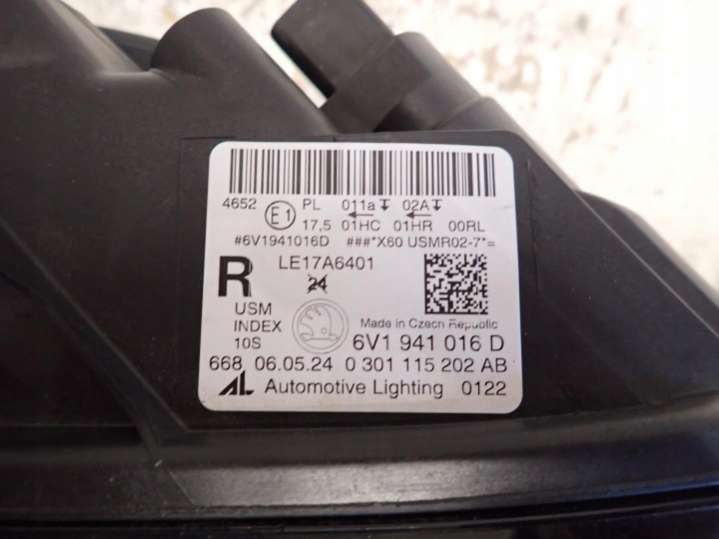 4652 E1 PL 011a 02A
17,5 01HC 01HR 00RL
#6V1941016D ###*X60 USMR02-7*=
R LE17A6401
24
USM
INDEX
10S
Made in Czech Republic
6V1 941 016 D
668 06.05.24 0 301 115 202 AB
AL Automotive Lighting 0122